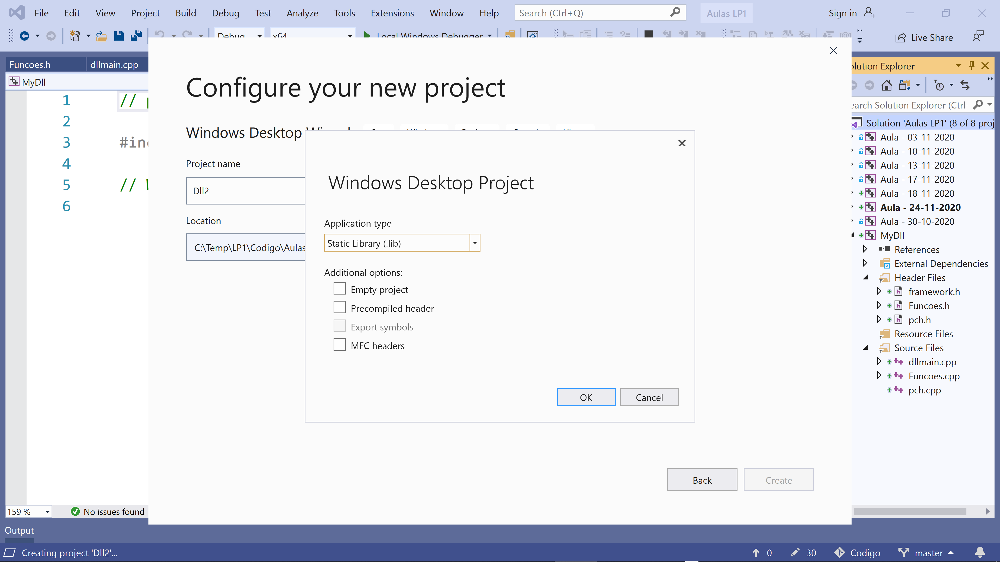 File Edit View Project Build Debug Test Analyze Tools Extensions Window Help Search (Ctrl+Q) Aulas LP1 Sign in
Debug x64 Local Windows Debugger Live Share
Funcoes.h dllmain.cpp
MyDll
1 //
2
3 #inc
4
5 //
6
159 % No issues found
Output
Creating project 'Dll2'... 0 30 Codigo master
Configure your new project
Windows Desktop
Project name
Dll2
Location
C:\Temp\LP1\Codigo\Aulas
Back Create
Windows Desktop Project
Application type
Static Library (.lib)
Additional options:
Empty project
Precompiled header
Export symbols
MFC headers
OK Cancel
olution Explorer
earch Solution Explorer (Ctrl
Solution 'Aulas LP1' (8 of 8 proj
Aula - 03-11-2020
Aula - 10-11-2020
Aula - 13-11-2020
Aula - 17-11-2020
Aula - 18-11-2020
Aula - 24-11-2020
Aula - 30-10-2020
MyDll
References
External Dependencies
Header Files
framework.h
Funcoes.h
pch.h
Resource Files
Source Files
dllmain.cpp
Funcoes.cpp
pch.cpp